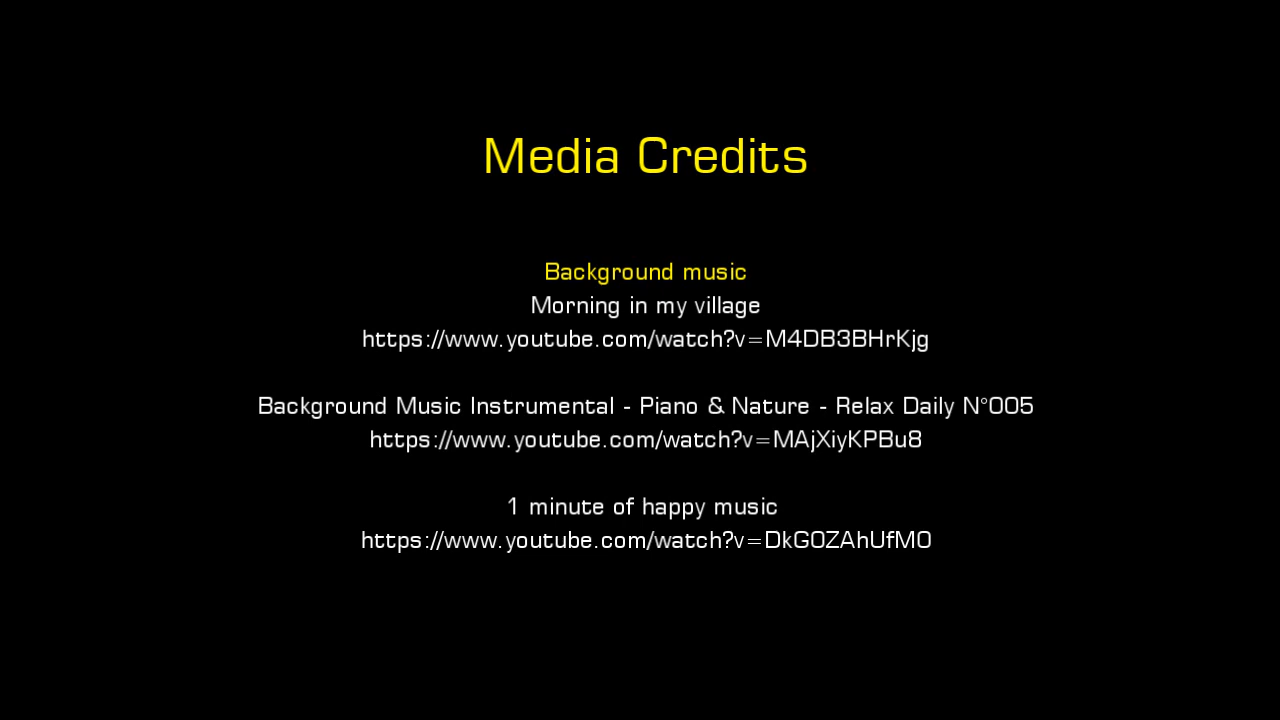 Media Credits
Background music
Morning in my village
https://www.youtube.com/watch?v=M4DB3BHrKjg
Background Music Instrumental - Piano & Nature - Relax Daily N°005
https://www.youtube.com/watch?v=MAjXiyKPBu8
1 minute of happy music
https://www.youtube.com/watch?v=DkG0ZAhUfM0